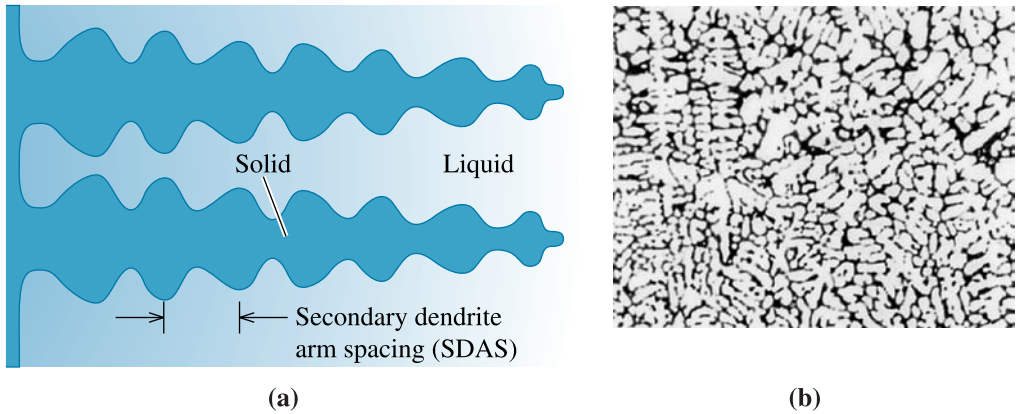 Solid
Liquid
Secondary dendrite
arm spacing (SDAS)
(a)
(b)